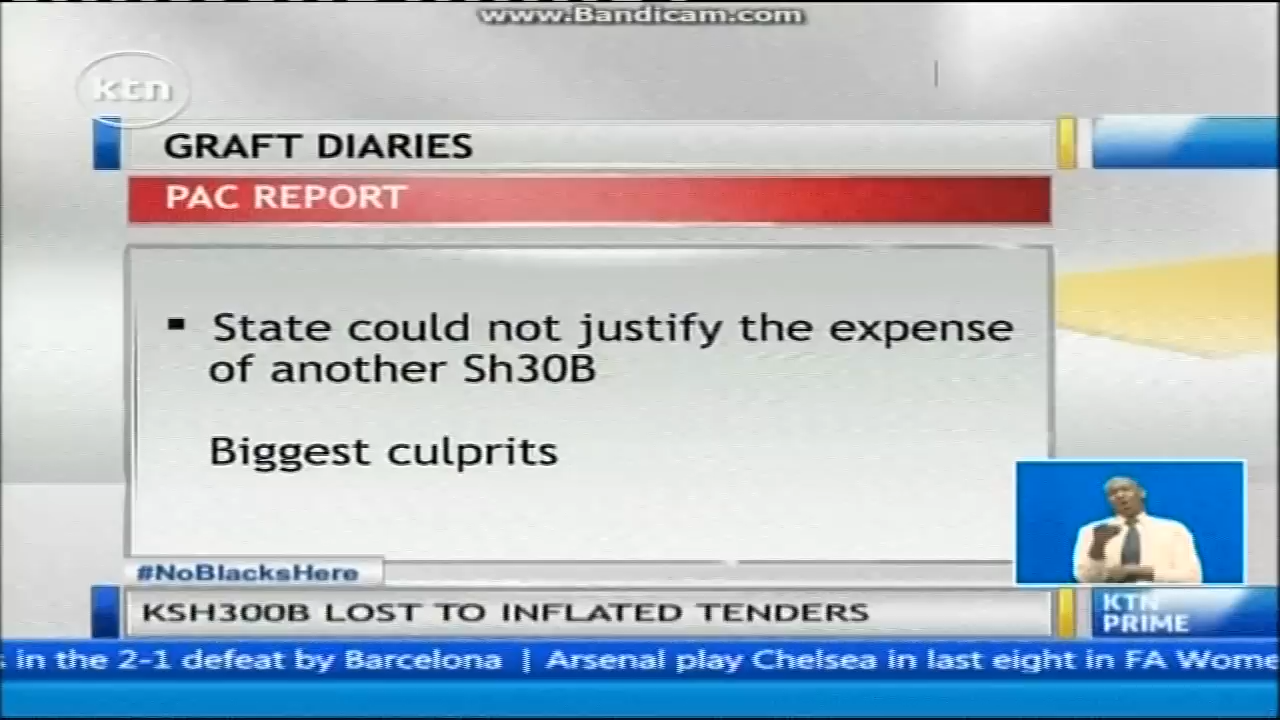 www.Bandicam.com
ktn
GRAFT DIARIES
PAC REPORT
▪ State could not justify the expense
of another Sh30B
Biggest culprits
#NoBlacksHere
KSH300B LOST TO INFLATED TENDERS
KTN
PRIME
in the 2-1 defeat by Barcelona | Arsenal play Chelsea in last eight in FA